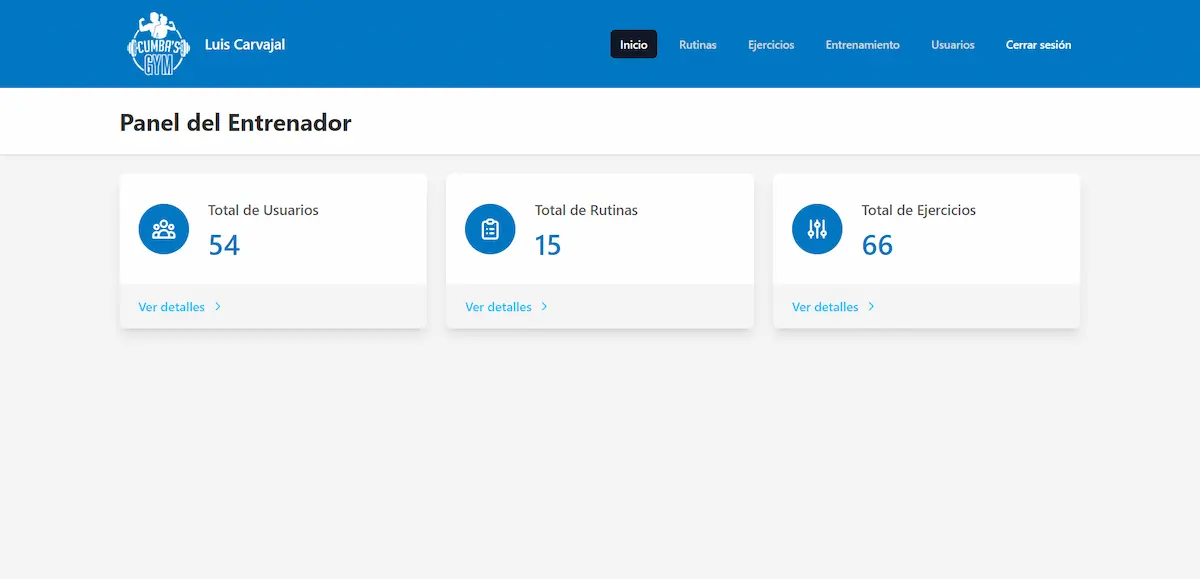 CUMBA'S
GYM
Luis Carvajal
Inicio
Rutinas
Ejercicios
Entrenamiento
Usuarios
Cerrar sesión
Panel del Entrenador
Total de Usuarios
54
Ver detalles
Total de Rutinas
15
Ver detalles
Total de Ejercicios
66
Ver detalles